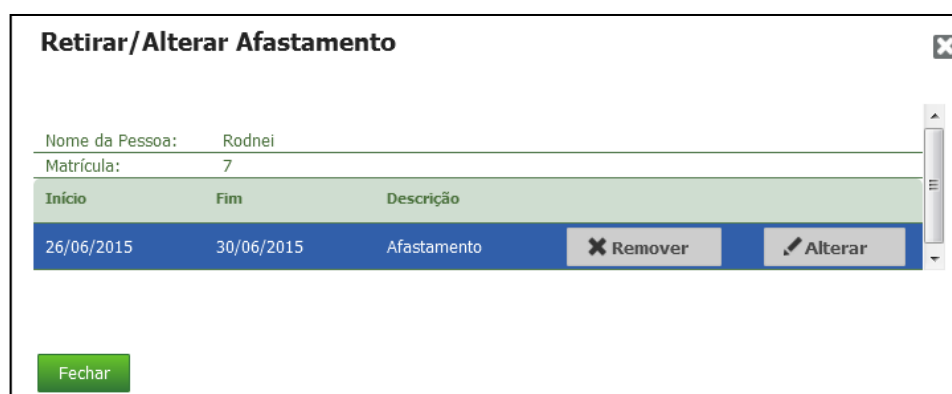 Retirar/Alterar Afastamento
Nome da Pessoa: Rodnei
Matrícula: 7
Início Fim Descrição
26/06/2015 30/06/2015 Afastamento Remover Alterar
Fechar